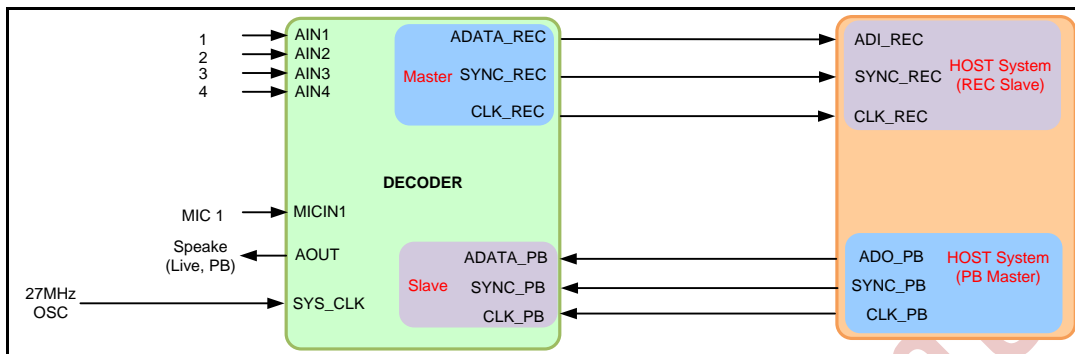 1
2
3
4
AIN1
AIN2
AIN3
AIN4
ADATA_REC
Master
SYNC_REC
CLK_REC
ADI_REC
SYNC_REC
HOST System
(REC Slave)
CLK_REC
DECODER
MIC 1
MICIN1
Speake
(Live, PB)
AOUT
27MHz
OSC
SYS_CLK
ADATA_PB
Slave
SYNC_PB
CLK_PB
ADO_PB
HOST System
(PB Master)
SYNC_PB
CLK_PB